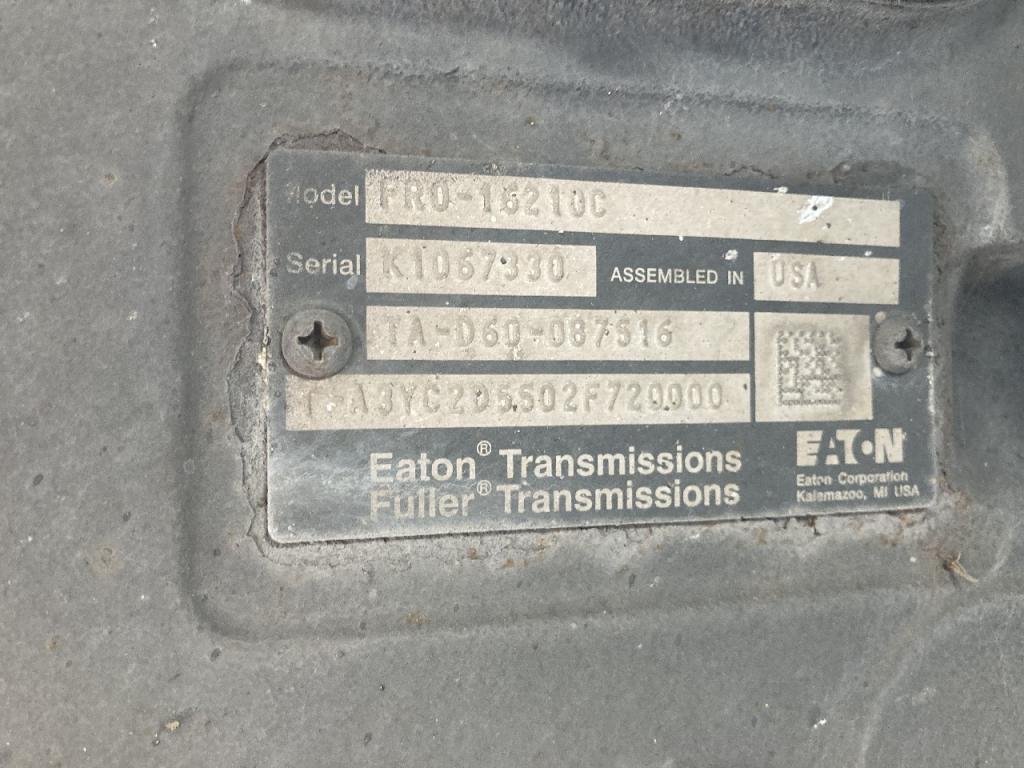 Model FRO-16210C
Serial K1067330 ASSEMBLED IN USA
TA-D60-087516
T-A3YC2D5S02F720000
Eaton® Transmissions
Fuller® Transmissions
EATON
Eaton Corporation
Kalamazoo, MI USA